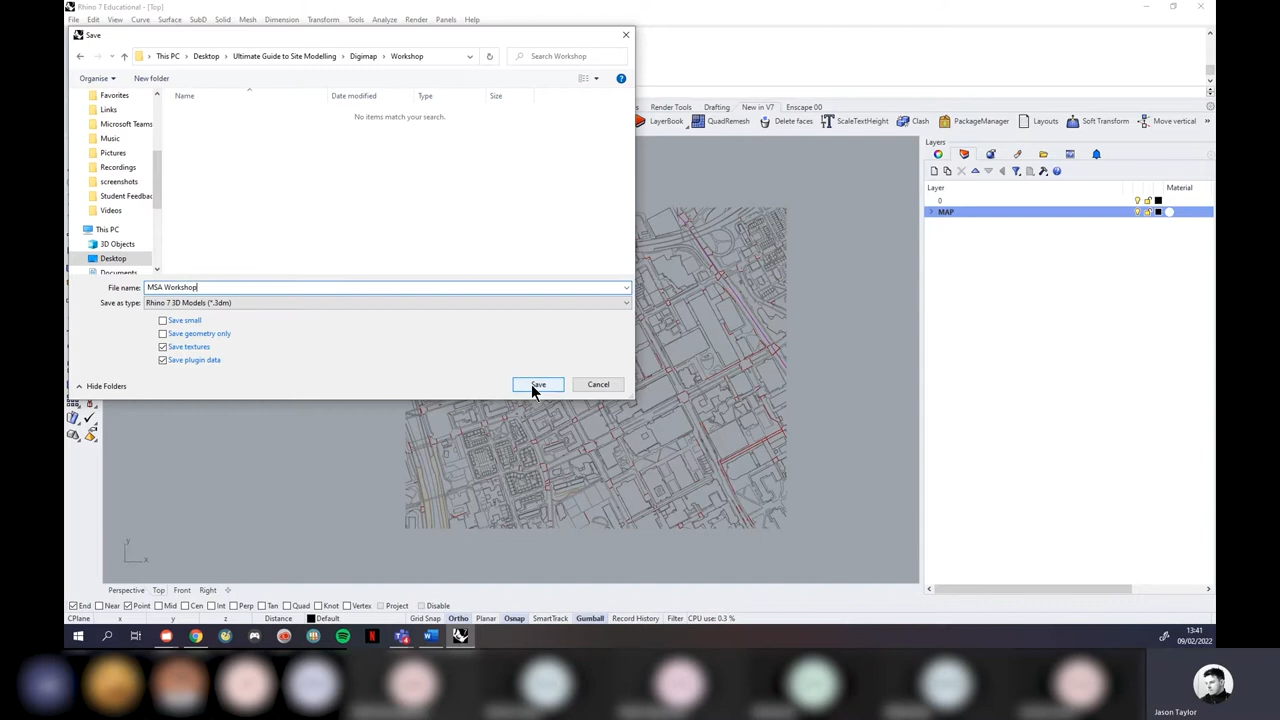 Rhino 7 Educational - [Top]
File Edit View Curve Surface SubD Solid Mesh Dimension Transform Tools Analyze Render Panels Help
Save
This PC > Desktop > Ultimate Guide to Site Modelling > Digimap > Workshop
Search Workshop
Organise New folder
Name Date modified Type Size
No items match your search.
Favorites
Links
Microsoft Teams
Music
Pictures
Recordings
screenshots
Student Feedbac
Videos
This PC
3D Objects
Desktop
Documents
File name: MSA Workshop
Save as type: Rhino 7 3D Models (*.3dm)
Save small
Save geometry only
Save textures
Save plugin data
Hide Folders
Save Cancel
Render Tools Drafting New in V7 Enscape 00
LayerBook QuadRemesh Delete faces ScaleTextHeight Clash PackageManager Layouts Soft Transform Move vertical »
Layers
Layer Material
0
MAP
y
x
Perspective Top Front Right
End Near Point Mid Cen Int Perp Tan Quad Knot Vertex Project Disable
CPlane x y z Distance Default Grid Snap Ortho Planar Osnap SmartTrack Gumball Record History Filter CPU use: 0.3 %
13:41
09/02/2022
Jason Taylor